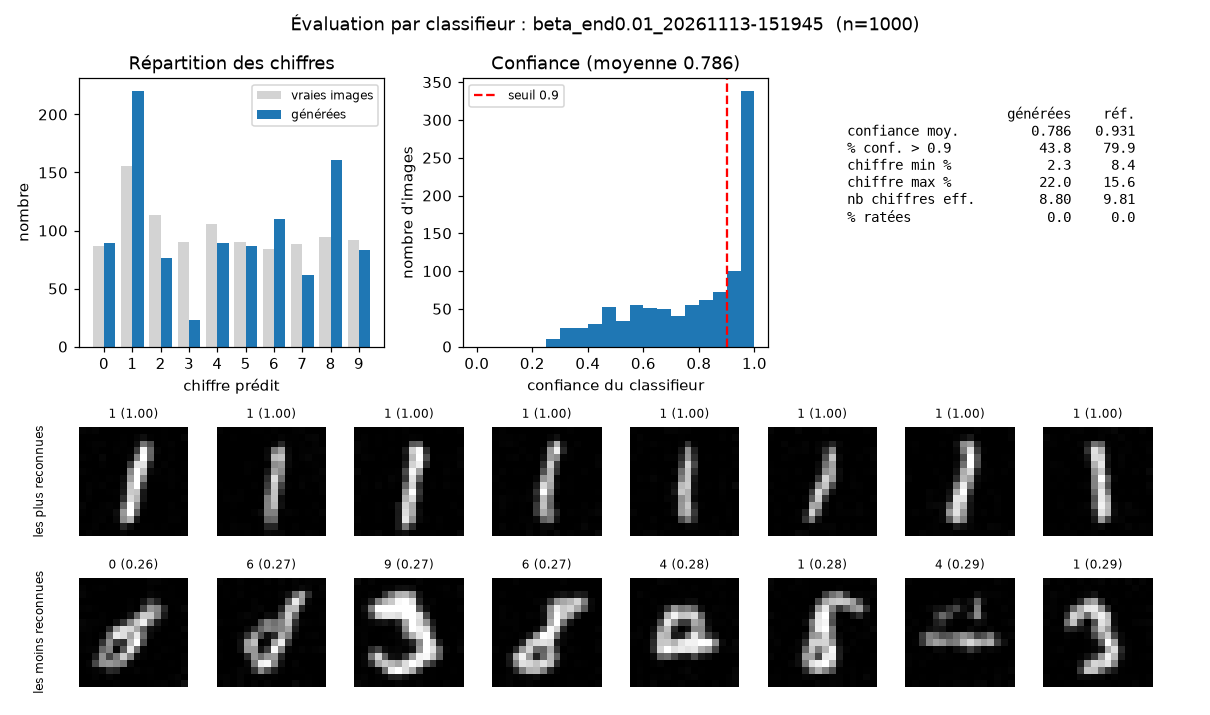 Évaluation par classifieur : beta_end0.01_20261113-151945  (n=1000)
Répartition des chiffres
vraies images
générées
200
150
100
50
0
nombre
0 1 2 3 4 5 6 7 8 9
chiffre prédit
Confiance (moyenne 0.786)
seuil 0.9
350
300
250
200
150
100
50
0
nombre d'images
0.0 0.2 0.4 0.6 0.8 1.0
confiance du classifieur
générées réf.
confiance moy. 0.786 0.931
% conf. > 0.9 43.8 79.9
chiffre min % 2.3 8.4
chiffre max % 22.0 15.6
nb chiffres eff. 8.80 9.81
% ratées 0.0 0.0
les plus reconnues
1 (1.00) 1 (1.00) 1 (1.00) 1 (1.00) 1 (1.00) 1 (1.00) 1 (1.00) 1 (1.00)
les moins reconnues
0 (0.26) 6 (0.27) 9 (0.27) 6 (0.27) 4 (0.28) 1 (0.28) 4 (0.29) 1 (0.29)